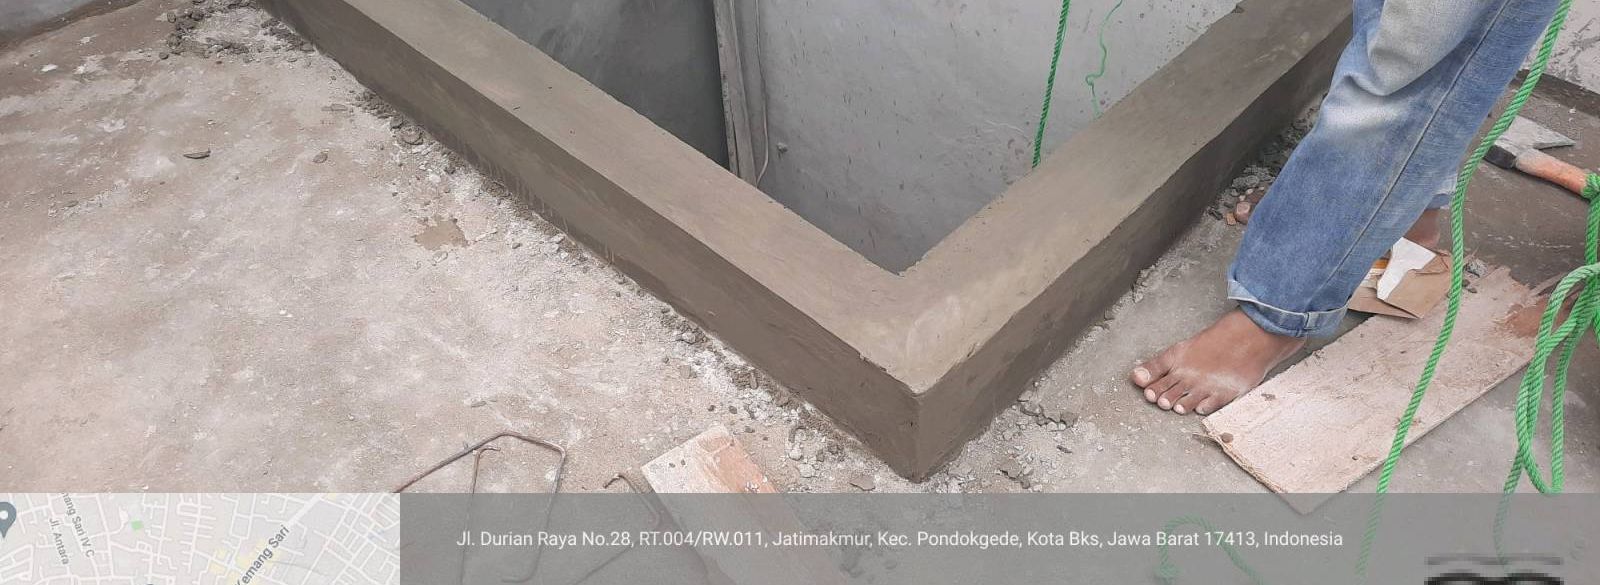 Jl. Durian Raya No.28, RT.004/RW.011, Jatimakmur, Kec. Pondokgede, Kota Bks, Jawa Barat 17413, Indonesia
Sari IV C
Jl. Antara
Kemang Sari